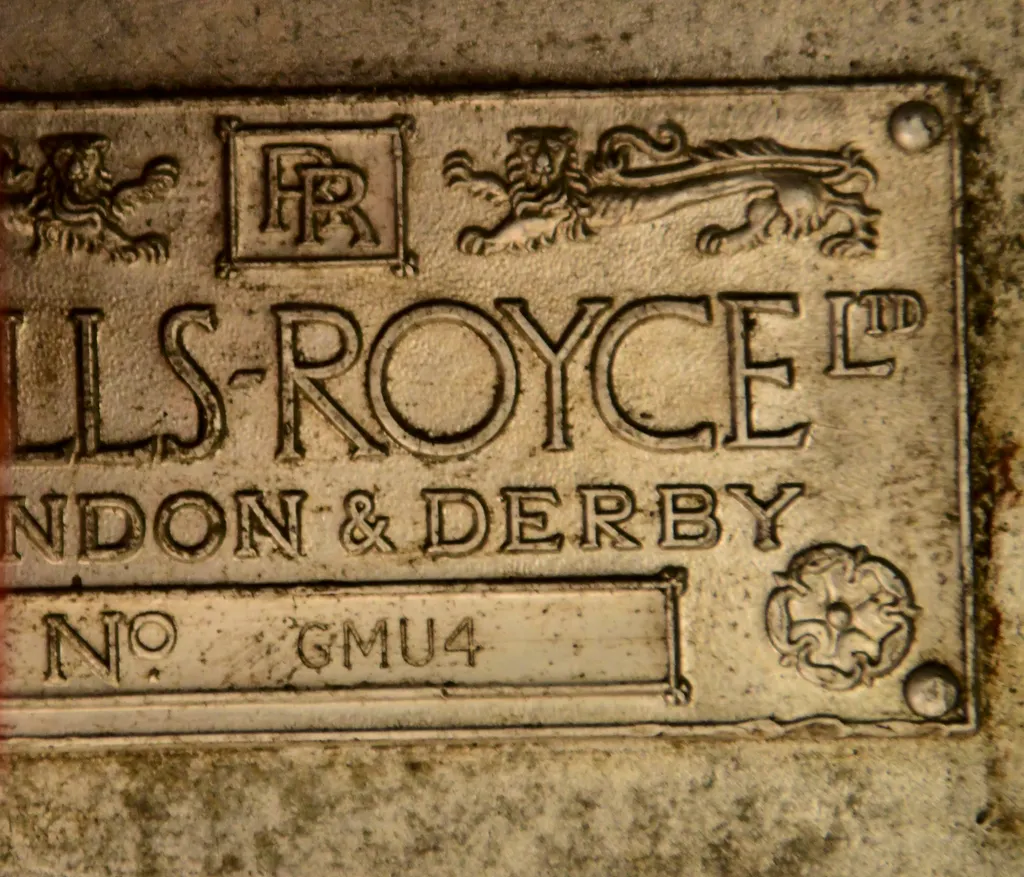 RR
LLS-ROYCE LTD
NDON & DERBY
No GMU4